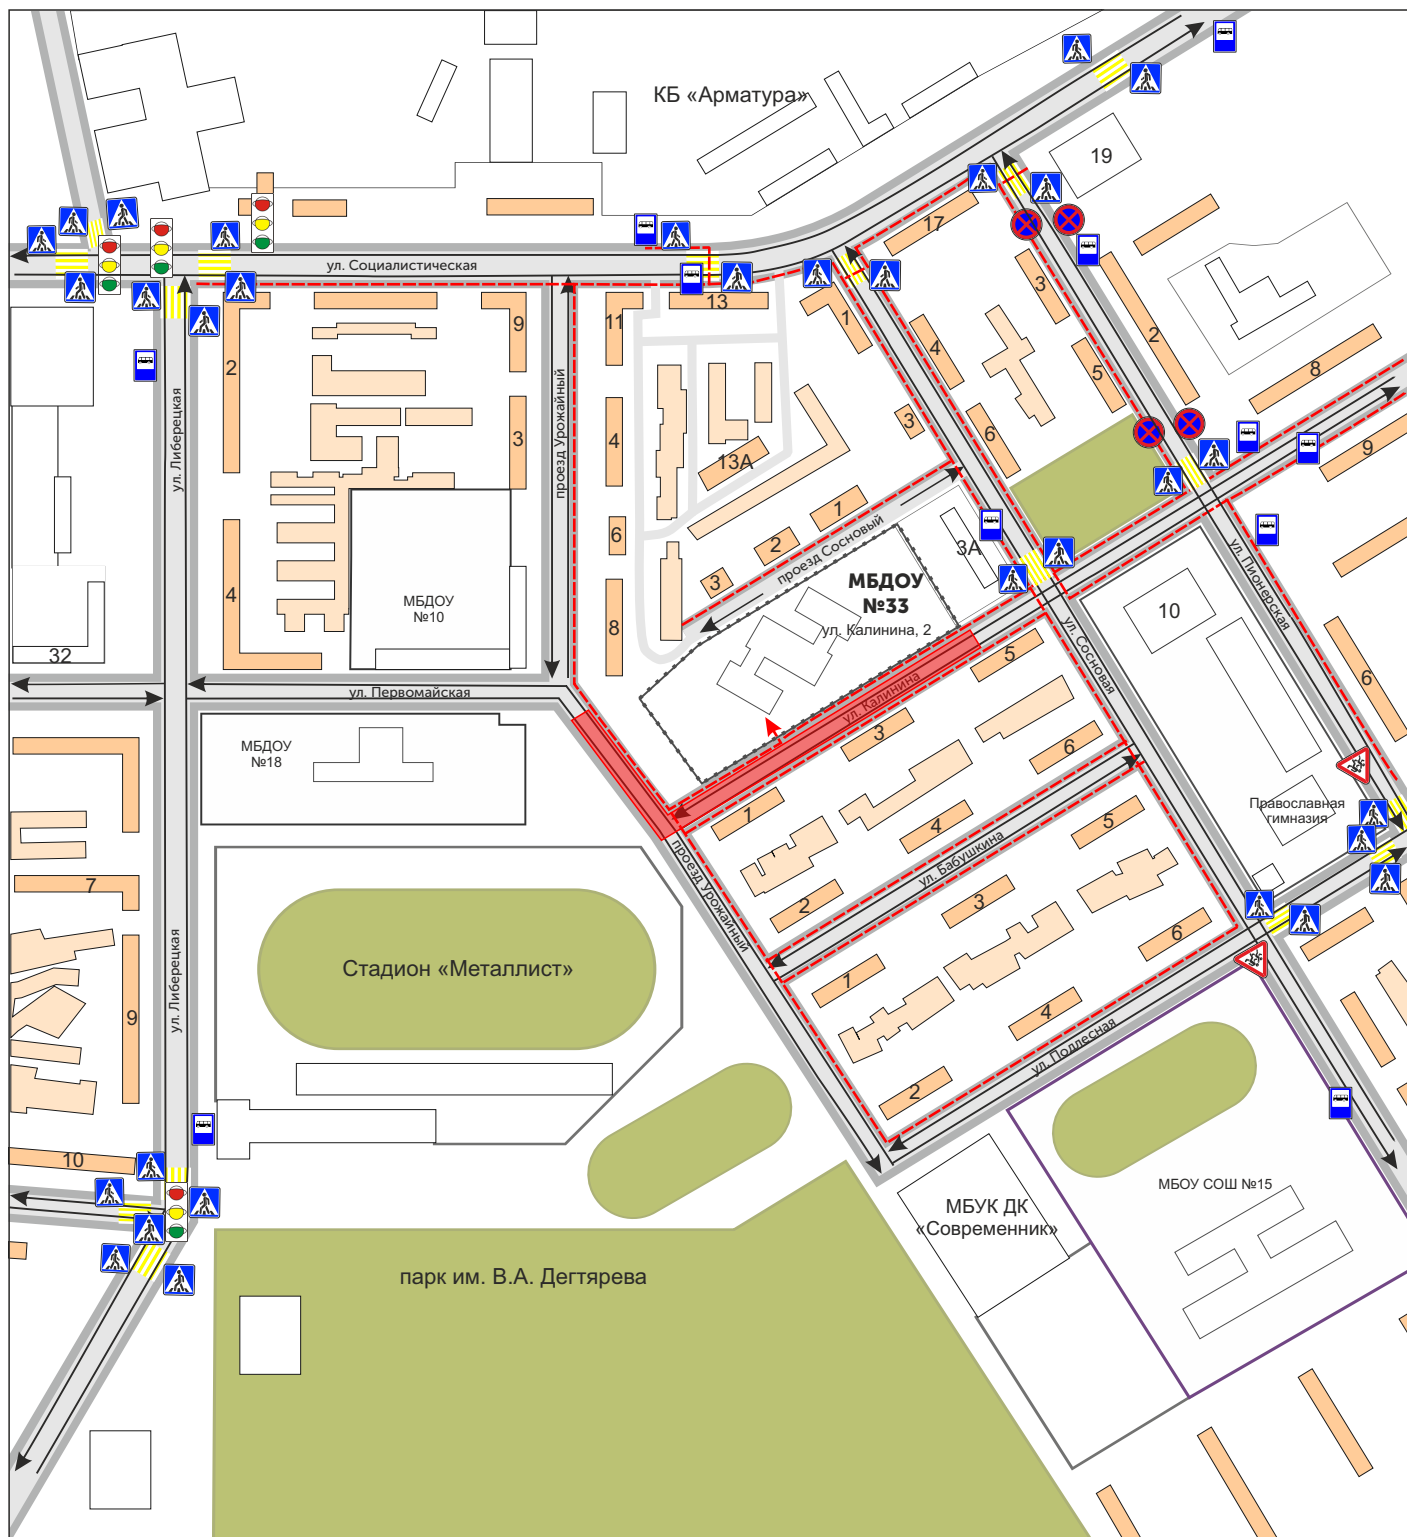 КБ «Арматура»
19
17
ул. Социалистическая
3
2
8
9
11
13
1
4
5
6
2
9
3
4
3
13А
6
1
2
3
проезд Сосновый
3А
МБДОУ
№33
ул. Калинина, 2
ул. Либерецкая
проезд Урожайный
ул. Пионерская
ул. Сосновая
10
6
4
МБДОУ
№10
8
32
ул. Первомайская
ул. Калинина
5
3
6
1
4
2
МБДОУ
№18
Православная
гимназия
7
проезд Урожайный
ул. Бабушкина
5
3
6
1
4
2
Стадион «Металлист»
ул. Либерецкая
9
ул. Подлесная
10
МБОУ СОШ №15
МБУК ДК
«Современник»
парк им. В.А. Дегтярева